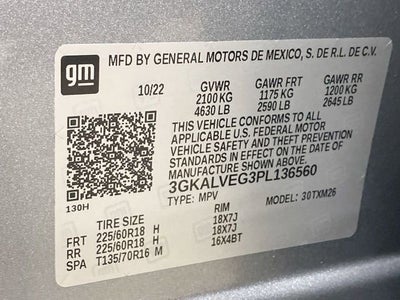 gm
MFD BY GENERAL MOTORS DE MEXICO, S. DE R.L. DE C.V.
10/22 GVWR GAWR FRT GAWR RR
2100 KG 1175 KG 1200 KG
4630 LB 2590 LB 2645 LB
THIS VEHICLE CONFORMS TO ALL
APPLICABLE U.S. FEDERAL MOTOR
VEHICLE SAFETY AND THEFT PREVENTION
STANDARDS IN EFFECT ON THE DATE OF
MANUFACTURE SHOWN ABOVE.
3GKALVEG3PL136560
130H TYPE: MPV MODEL: 30TXM26
TIRE SIZE RIM
FRT 225/60R18 H 18X7J
RR 225/60R18 H 18X7J
SPA T135/70R16 M 16X4BT